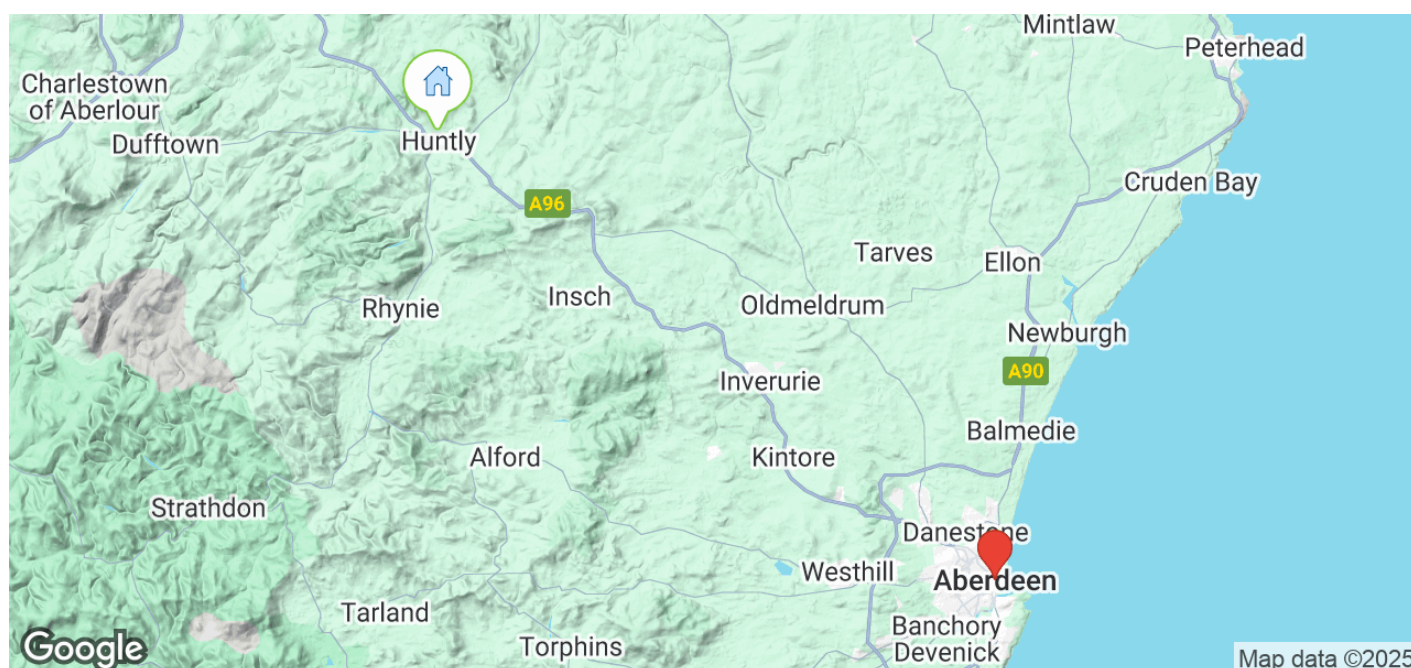 Mintlaw
Peterhead
Charlestown
of Aberlour
Dufftown
Huntly
Cruden Bay
A96
Tarves
Ellon
Rhynie
Insch
Oldmeldrum
Newburgh
Inverurie
A90
Balmedie
Alford
Kintore
Strathdon
Danestone
Westhill
Aberdeen
Tarland
Torphins
Banchory
Devenick
Google
Map data ©2025